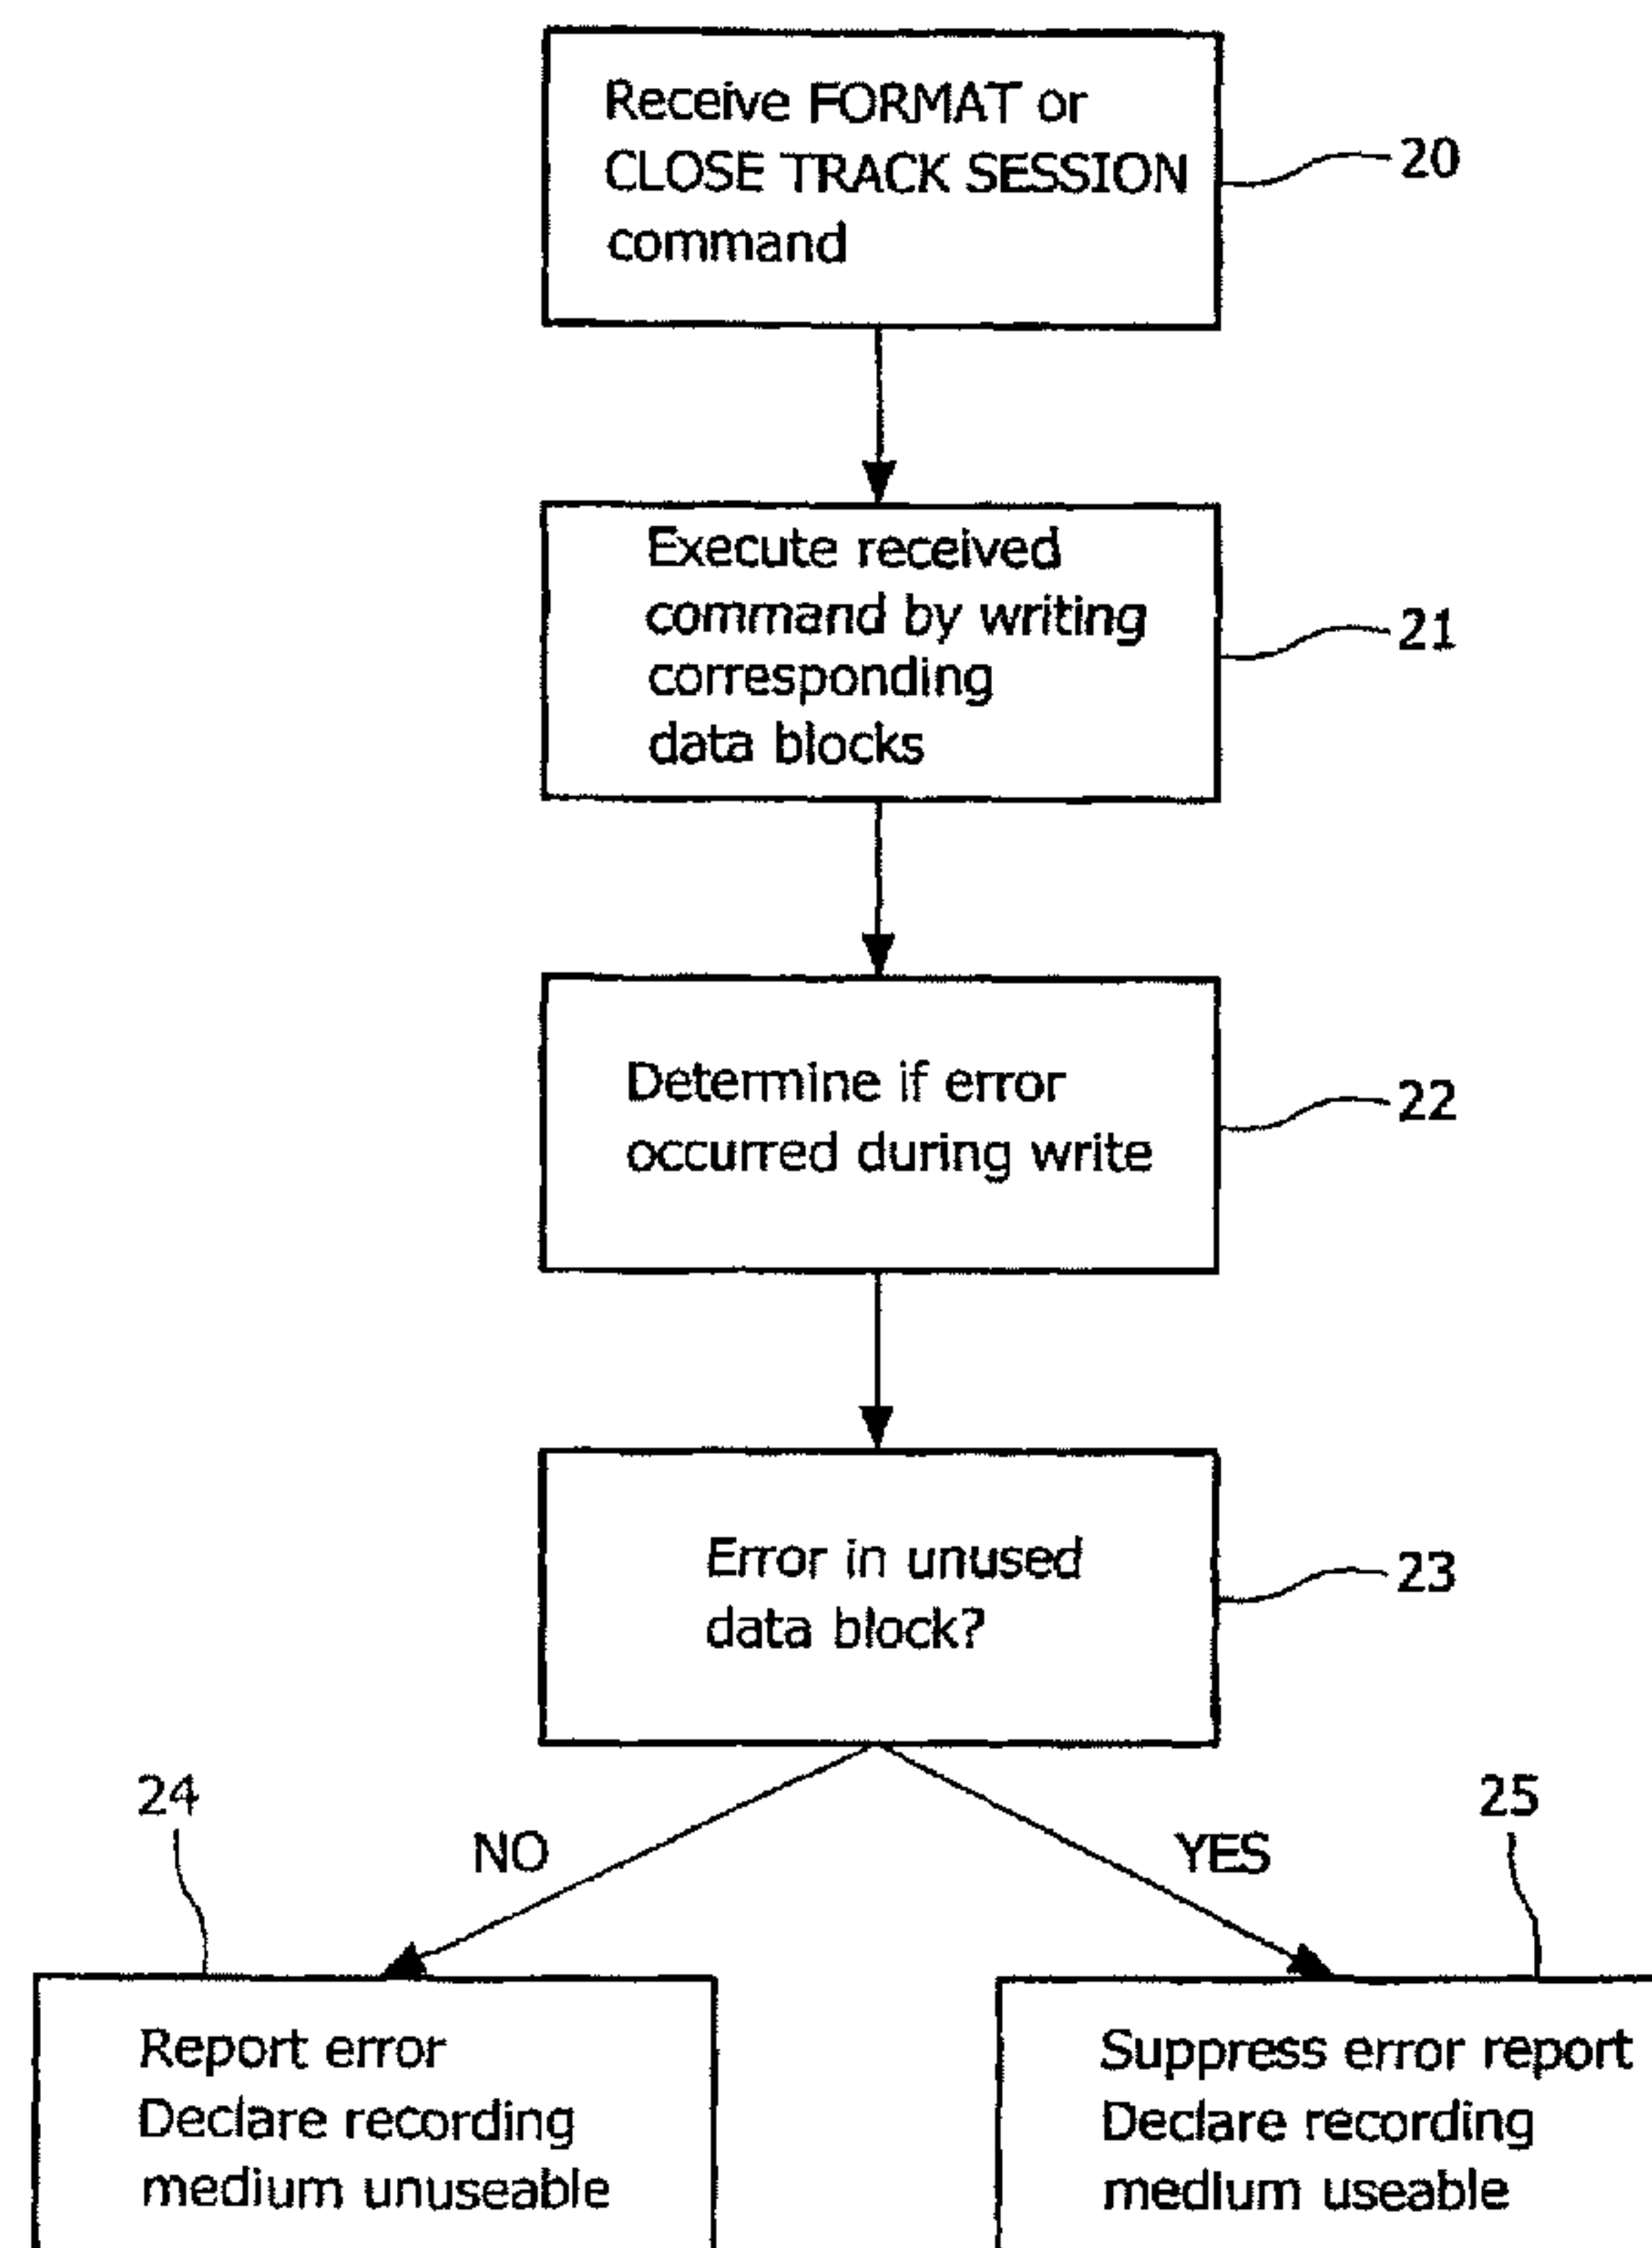 Receive FORMAT or
CLOSE TRACK SESSION
command
20
Execute received
command by writing
corresponding
data blocks
21
Determine if error
occurred during write
22
Error in unused
data block?
23
24
NO
YES
25
Report error
Declare recording
medium unuseable
Suppress error report
Declare recording
medium useable